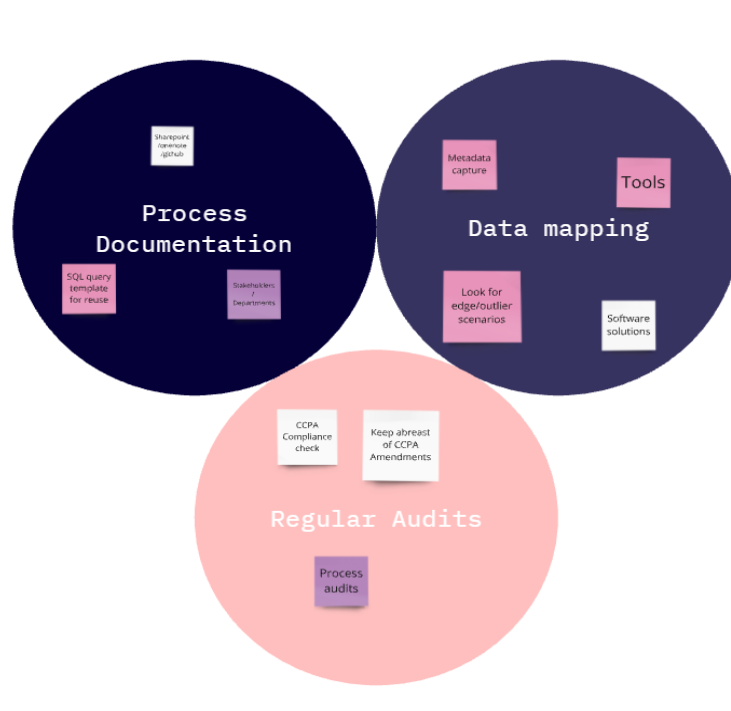 Sharepoint
/onenote
/github
Process
Documentation
SQL query
template
for reuse
Stakeholders
/
Departments
Metadata
capture
Tools
Data mapping
Look for
edge/outlier
scenarios
Software
solutions
CCPA
Compliance
check
Keep abreast
of CCPA
Amendments
Regular Audits
Process
audits